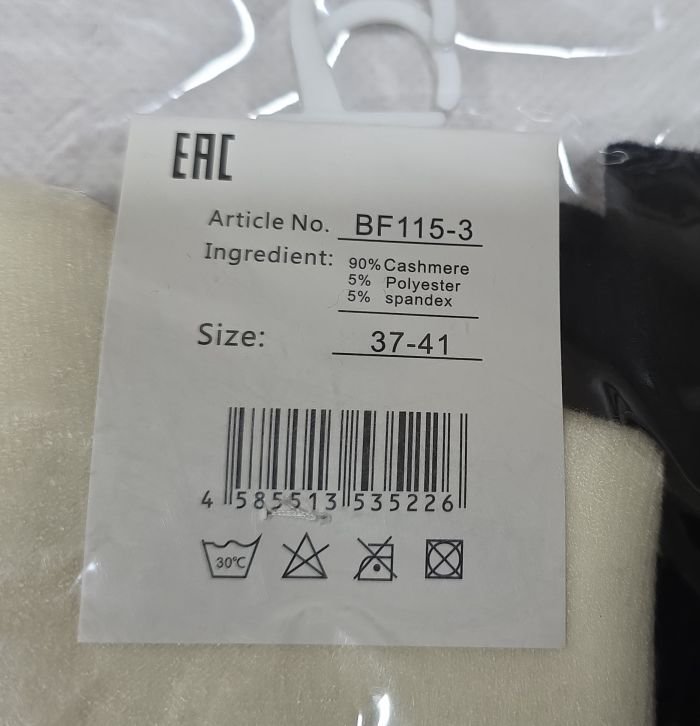 EAC
Article No. BF115-3
Ingredient: 90% Cashmere
5% Polyester
5% spandex
Size: 37-41
4 585513 535226
30°C